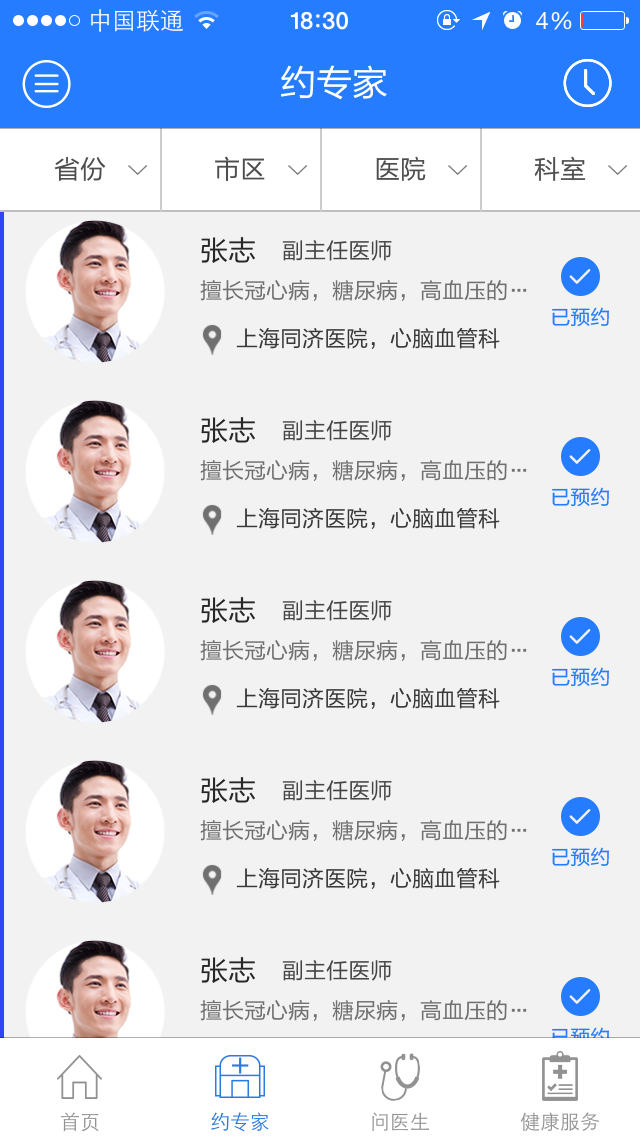 中国联通 18:30 4%
约专家
省份 市区 医院 科室
张志 副主任医师
擅长冠心病，糖尿病，高血压的…
已预约
上海同济医院，心脑血管科
张志 副主任医师
擅长冠心病，糖尿病，高血压的…
已预约
上海同济医院，心脑血管科
张志 副主任医师
擅长冠心病，糖尿病，高血压的…
已预约
上海同济医院，心脑血管科
张志 副主任医师
擅长冠心病，糖尿病，高血压的…
已预约
上海同济医院，心脑血管科
张志 副主任医师
擅长冠心病，糖尿病，高血压的…
已预约
首页 约专家 问医生 健康服务